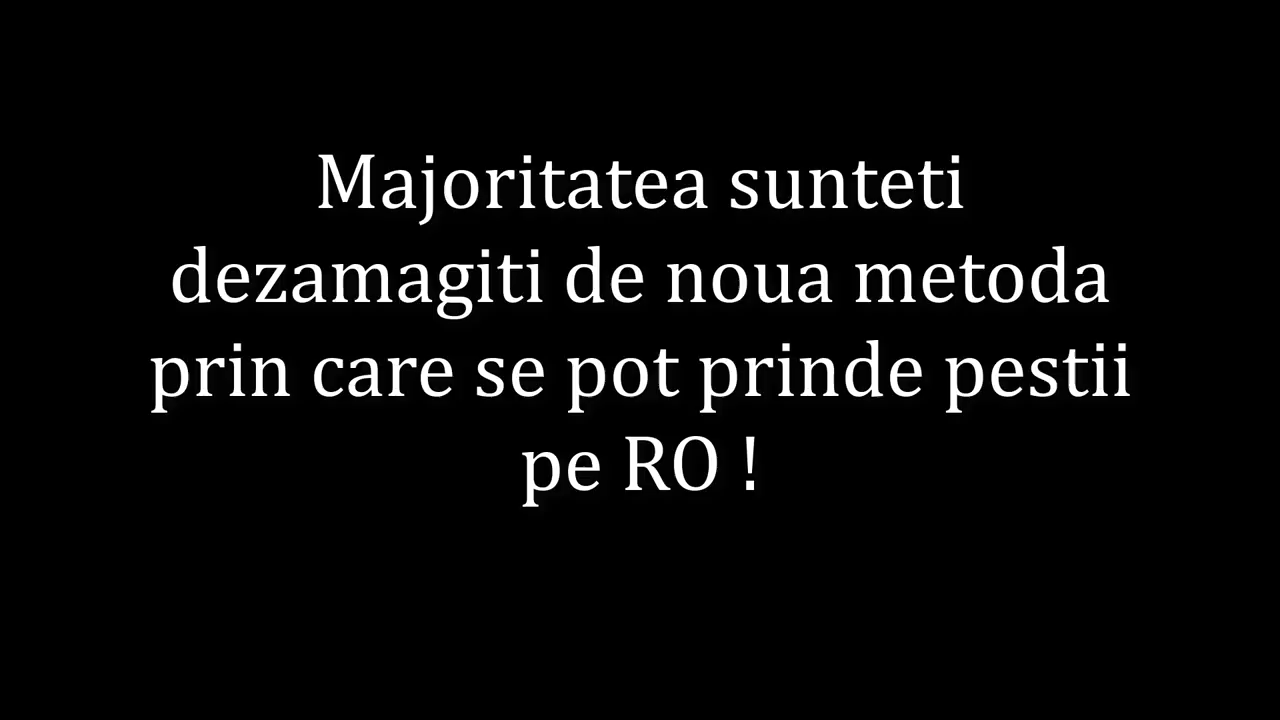 Majoritatea sunteti
dezamagiti de noua metoda
prin care se pot prinde pestii
pe RO !